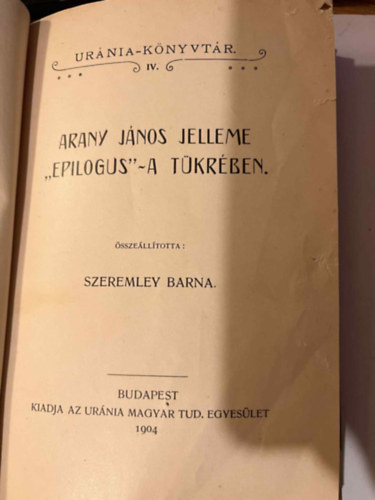 URÁNIA-KÖNYVTÁR.
IV.
ARANY JÁNOS JELLEME
„EPILOGUS”-A TÜKRÉBEN.
ÖSSZEÁLLÍTOTTA:
SZEREMLEY BARNA.
BUDAPEST
KIADJA AZ URÁNIA MAGYAR TUD. EGYESÜLET
1904